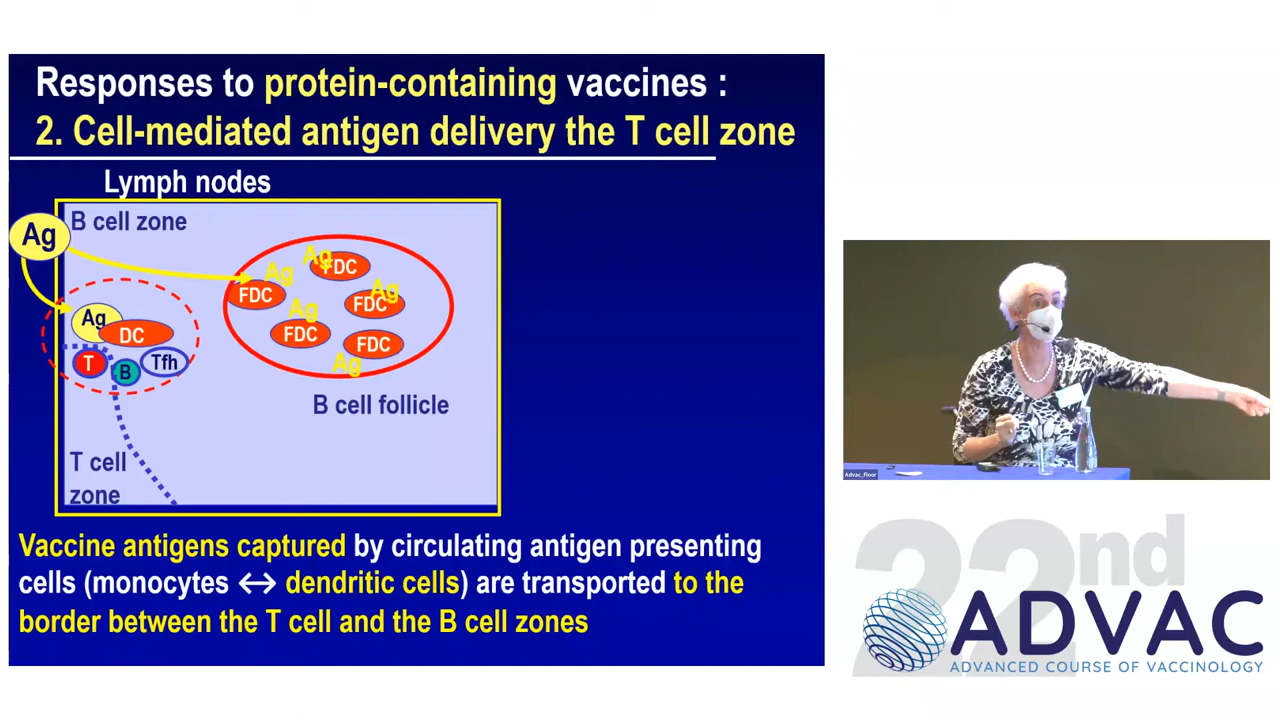 Responses to protein-containing vaccines :
2. Cell-mediated antigen delivery the T cell zone
Lymph nodes
Ag
B cell zone
Ag
FDC
Ag
FDC
Ag
FDC
Ag
FDC
FDC
Ag
Ag
DC
T
B
Tfh
B cell follicle
T cell
zone
Vaccine antigens captured by circulating antigen presenting
cells (monocytes ↔ dendritic cells) are transported to the
border between the T cell and the B cell zones
Advac_Floor
22nd
ADVAC
ADVANCED COURSE OF VACCINOLOGY